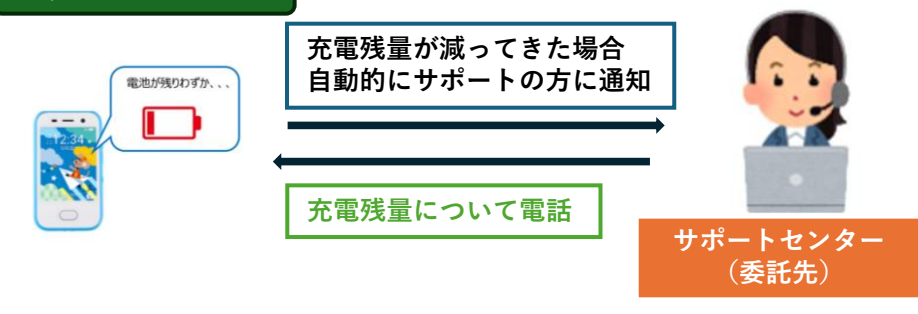 充電残量が減ってきた場合
自動的にサポートの方に通知
電池が残りわずか、、、
12:34
充電残量について電話
サポートセンター
（委託先）